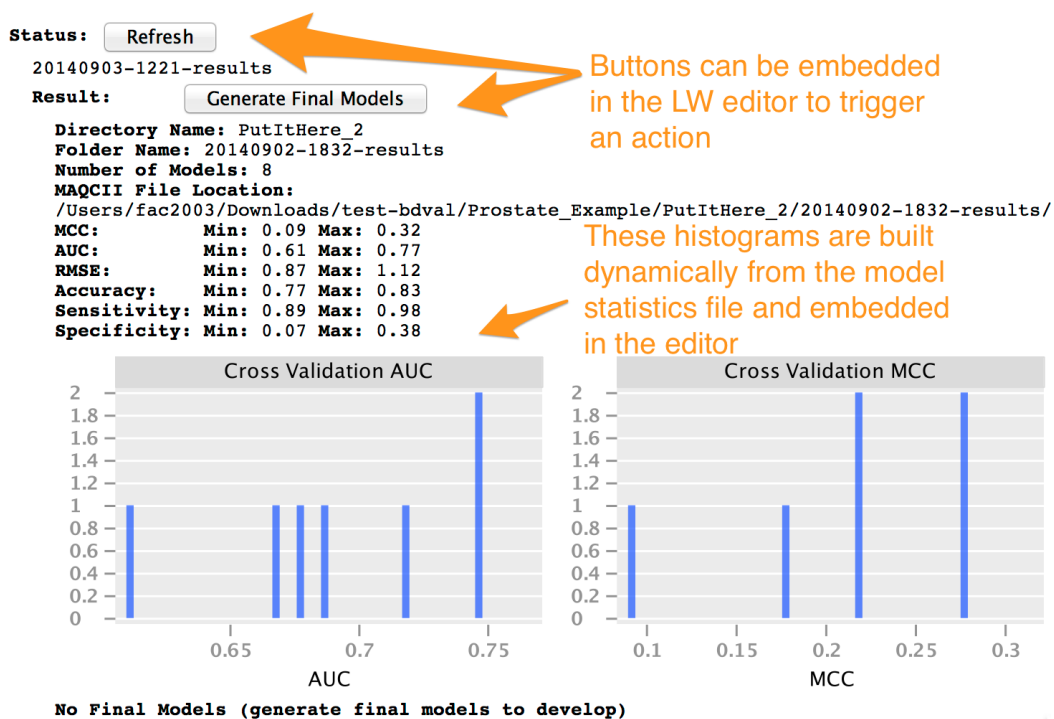 Status: Refresh
20140903-1221-results
Result: Generate Final Models
Buttons can be embedded
in the LW editor to trigger
an action
Directory Name: PutItHere_2
Folder Name: 20140902-1832-results
Number of Models: 8
MAQCII File Location:
/Users/fac2003/Downloads/test-bdval/Prostate_Example/PutItHere_2/20140902-1832-results/
MCC: Min: 0.09 Max: 0.32
AUC: Min: 0.61 Max: 0.77
RMSE: Min: 0.87 Max: 1.12
Accuracy: Min: 0.77 Max: 0.83
Sensitivity: Min: 0.89 Max: 0.98
Specificity: Min: 0.07 Max: 0.38
These histograms are built
dynamically from the model
statistics file and embedded
in the editor
Cross Validation AUC
2
1.8
1.6
1.4
1.2
1
0.8
0.6
0.4
0.2
0
0.65 0.7 0.75
AUC
Cross Validation MCC
2
1.8
1.6
1.4
1.2
1
0.8
0.6
0.4
0.2
0
0.1 0.15 0.2 0.25 0.3
MCC
No Final Models (generate final models to develop)